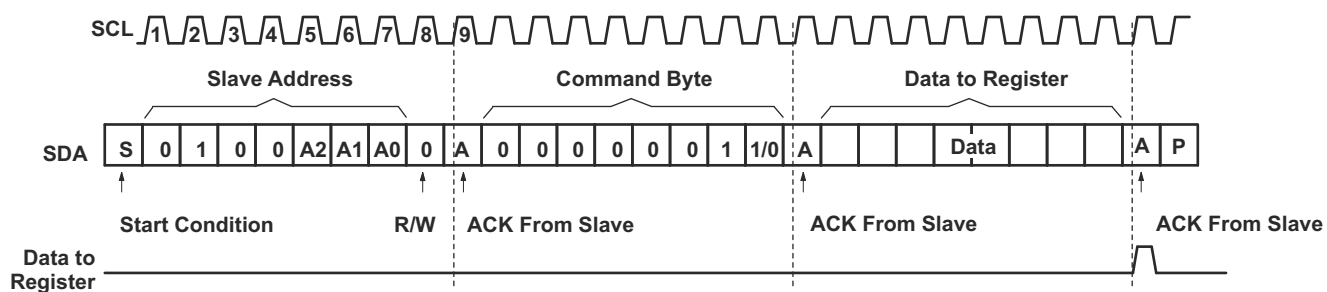 SCL 1 2 3 4 5 6 7 8 9
Slave Address Command Byte Data to Register
SDA S 0 1 0 0 A2 A1 A0 0 A 0 0 0 0 0 0 1 1/0 A Data A P
Start Condition R/W ACK From Slave ACK From Slave ACK From Slave
Data to
Register